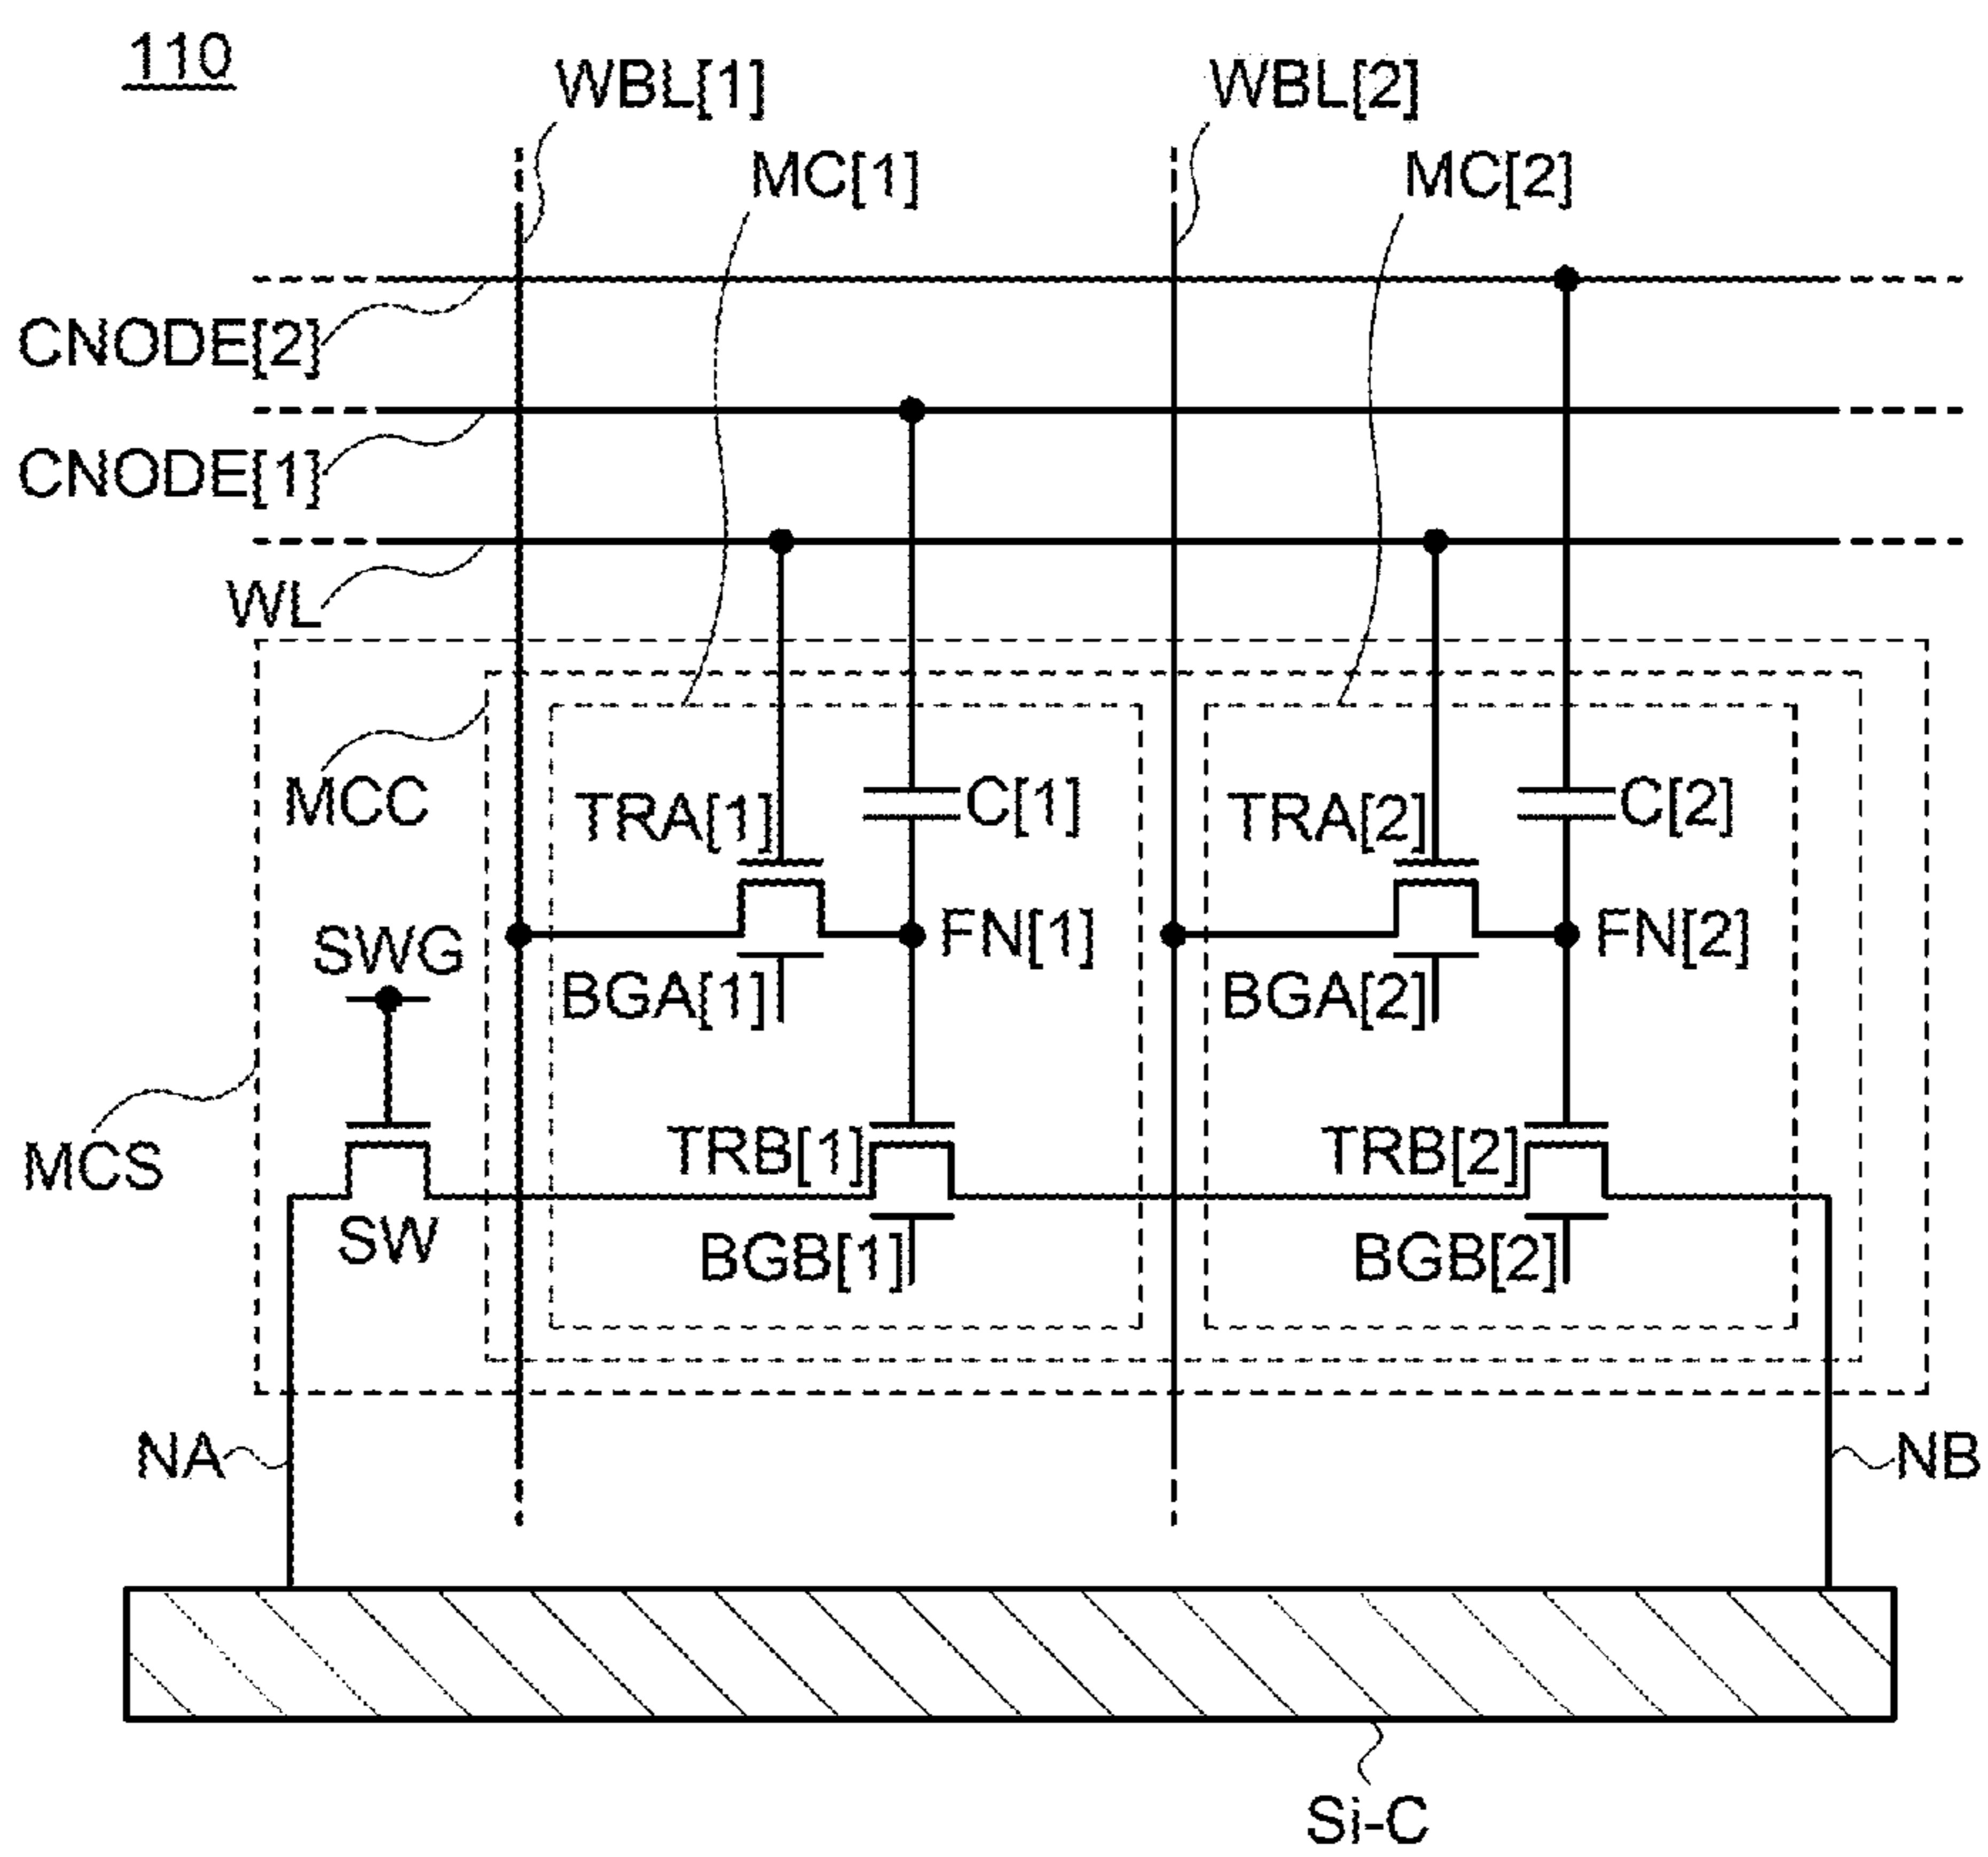 110
WBL[1]
WBL[2]
MC[1]
MC[2]
CNODE[2]
CNODE[1]
WL
MCC
TRA[1]
C[1]
TRA[2]
C[2]
SWG
FN[1]
FN[2]
BGA[1]
BGA[2]
MCS
TRB[1]
TRB[2]
SW
BGB[1]
BGB[2]
NA
NB
Si-C